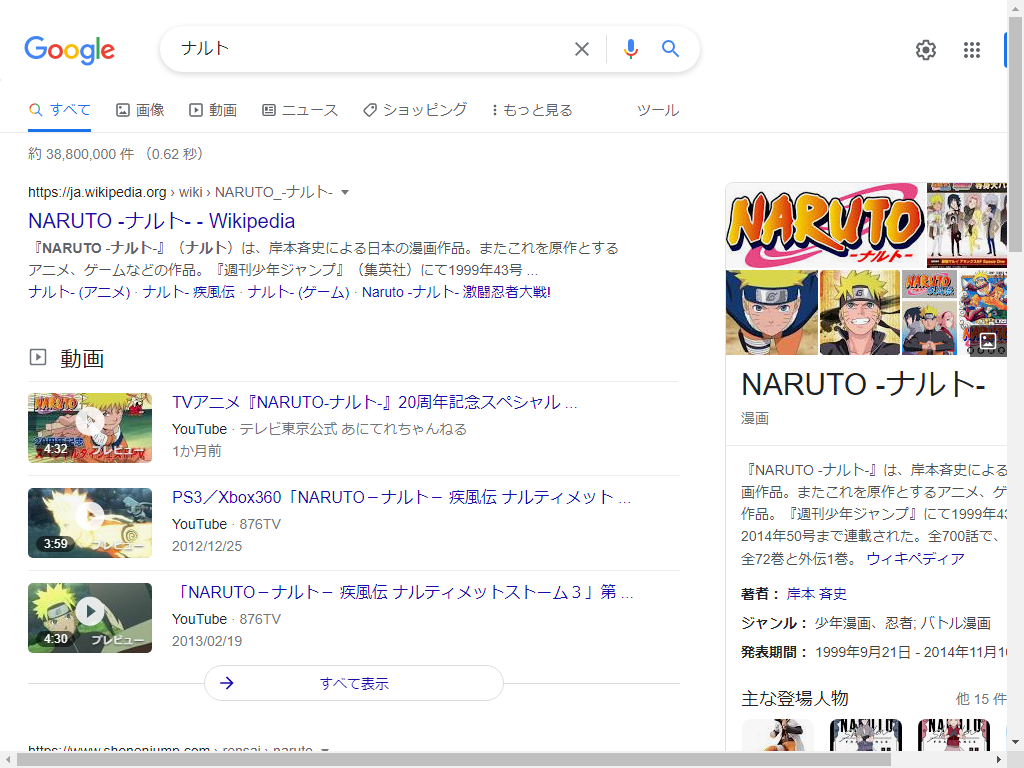 Google
ナルト
すべて
画像
動画
ニュース
ショッピング
もっと見る
ツール
約 38,800,000 件 （0.62 秒）
https://ja.wikipedia.org › wiki › NARUTO_-ナルト-
NARUTO -ナルト- - Wikipedia
『NARUTO -ナルト-』（ナルト）は、岸本斉史による日本の漫画作品。またこれを原作とする
アニメ、ゲームなどの作品。『週刊少年ジャンプ』（集英社）にて1999年43号 ...
ナルト- (アニメ) · ナルト- 疾風伝 · ナルト- (ゲーム) · Naruto -ナルト- 激闘忍者大戦!
動画
4:32
プレビュー
TVアニメ『NARUTO-ナルト-』20周年記念スペシャル ...
YouTube · テレビ東京公式 あにてれちゃんねる
1か月前
3:59
プレビュー
PS3／Xbox360「NARUTO－ナルト－ 疾風伝 ナルティメット ...
YouTube · 876TV
2012/12/25
4:30
プレビュー
「NARUTO－ナルト－ 疾風伝 ナルティメットストーム３」第 ...
YouTube · 876TV
2013/02/19
すべて表示
https://www.shonenjump.com › rensai › naruto
NARUTO
-ナルト-
NARUTO -ナルト-
漫画
『NARUTO -ナルト-』は、岸本斉史による
画作品。またこれを原作とするアニメ、ゲ
作品。『週刊少年ジャンプ』にて1999年43
2014年50号まで連載された。全700話で、
全72巻と外伝1巻。 ウィキペディア
著者： 岸本 斉史
ジャンル： 少年漫画、忍者; バトル漫画
発表期間： 1999年9月21日 - 2014年11月10
主な登場人物
他 15 件